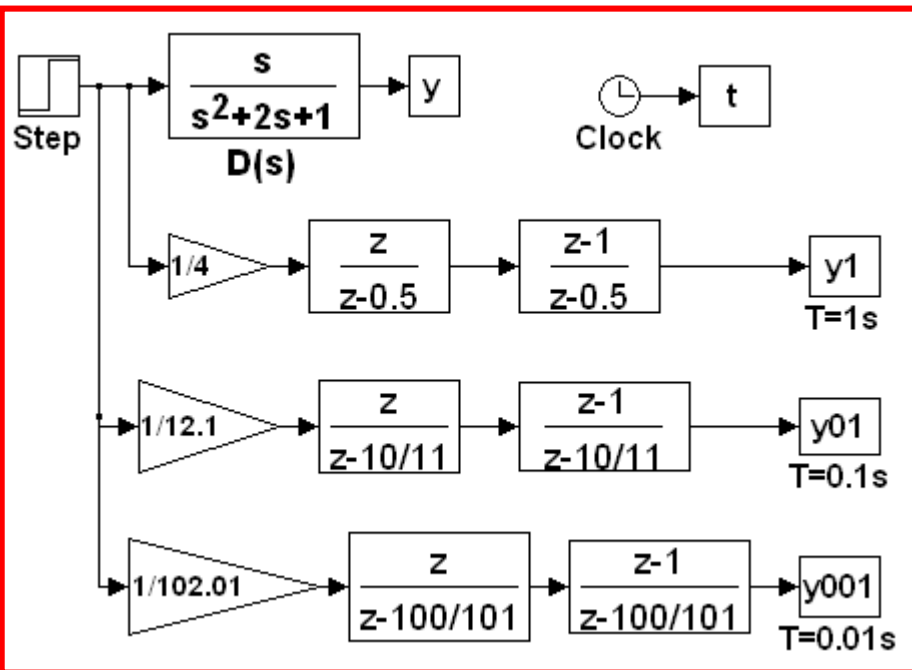 s
s2+2s+1
y
t
Step
D(s)
Clock
1/4
z
z-0.5
z-1
z-0.5
y1
T=1s
1/12.1
z
z-10/11
z-1
z-10/11
y01
T=0.1s
1/102.01
z
z-100/101
z-1
z-100/101
y001
T=0.01s